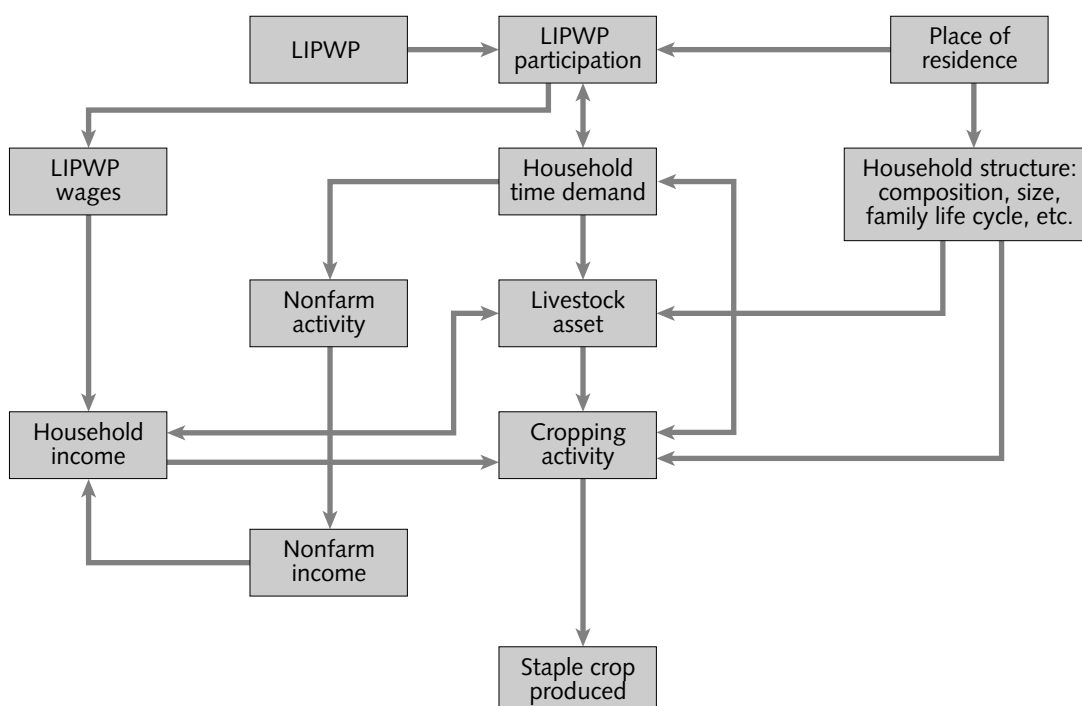 LIPWP
LIPWP
participation
Place of
residence
LIPWP
wages
Household
time demand
Household structure:
composition, size,
family life cycle, etc.
Nonfarm
activity
Livestock
asset
Household
income
Cropping
activity
Nonfarm
income
Staple crop
produced